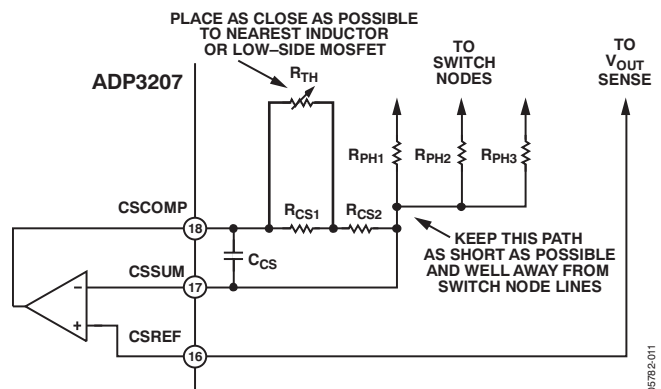 PLACE AS CLOSE AS POSSIBLE
TO NEAREST INDUCTOR
OR LOW–SIDE MOSFET
TO
SWITCH
NODES
TO
VOUT
SENSE
ADP3207
RTH
RPH1
RPH2
RPH3
CSCOMP
18
RCS1
RCS2
KEEP THIS PATH
AS SHORT AS POSSIBLE
AND WELL AWAY FROM
SWITCH NODE LINES
CCS
CSSUM
–
17
+
CSREF
16
05782-011